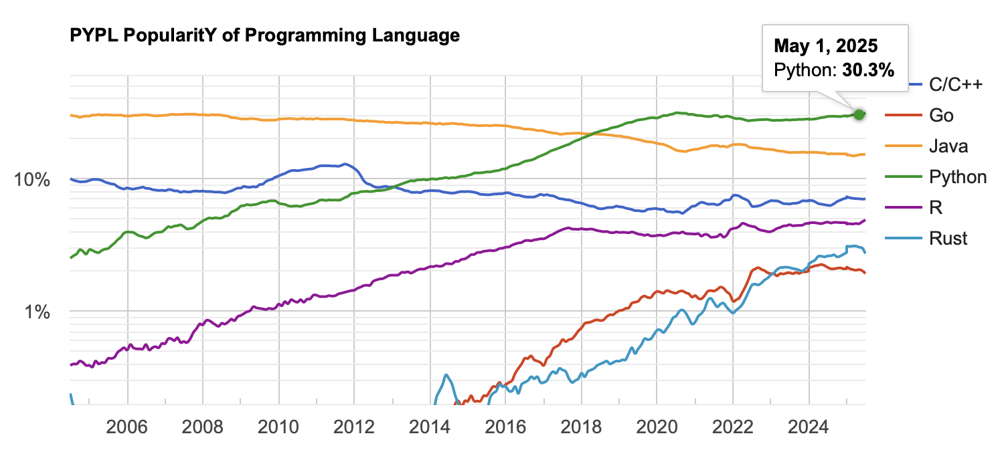 PYPL PopularitY of Programming Language
May 1, 2025
Python: 30.3%
C/C++
Go
Java
Python
R
Rust
10%
1%
2006 2008 2010 2012 2014 2016 2018 2020 2022 2024